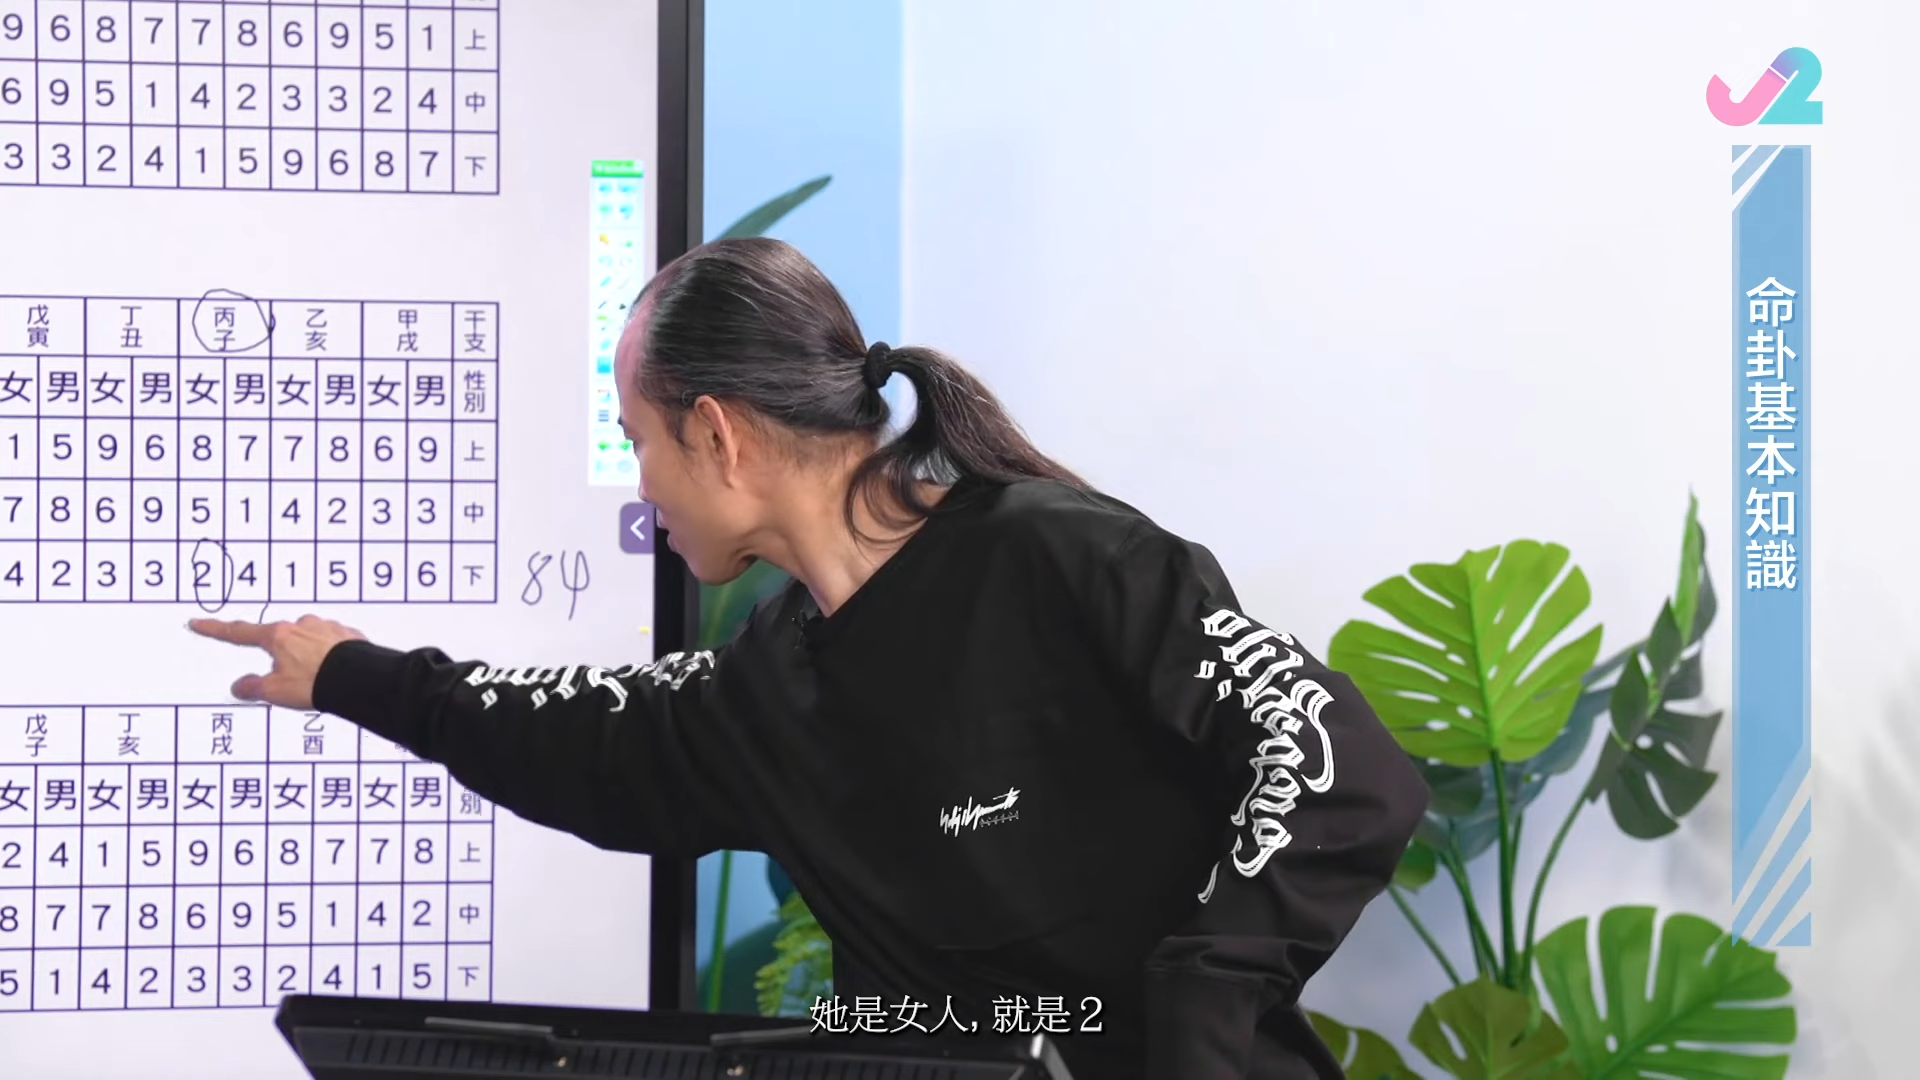 9 6 8 7 7 8 6 9 5 1 上
6 9 5 1 4 2 3 3 2 4 中
3 3 2 4 1 5 9 6 8 7 下
戊寅 丁丑 丙子 乙亥 甲戌 干支
女 男 女 男 女 男 女 男 女 男 性別
1 5 9 6 8 7 7 8 6 9 上
7 8 6 9 5 1 4 2 3 3 中
4 2 3 3 2 4 1 5 9 6 下
84
戊子 丁亥 丙戌 乙酉
女 男 女 男 女 男 女 男 女 男 別
2 4 1 5 9 6 8 7 7 8 上
8 7 7 8 6 9 5 1 4 2 中
5 1 4 2 3 3 2 4 1 5 下
J2
命卦基本知識
她是女人, 就是2